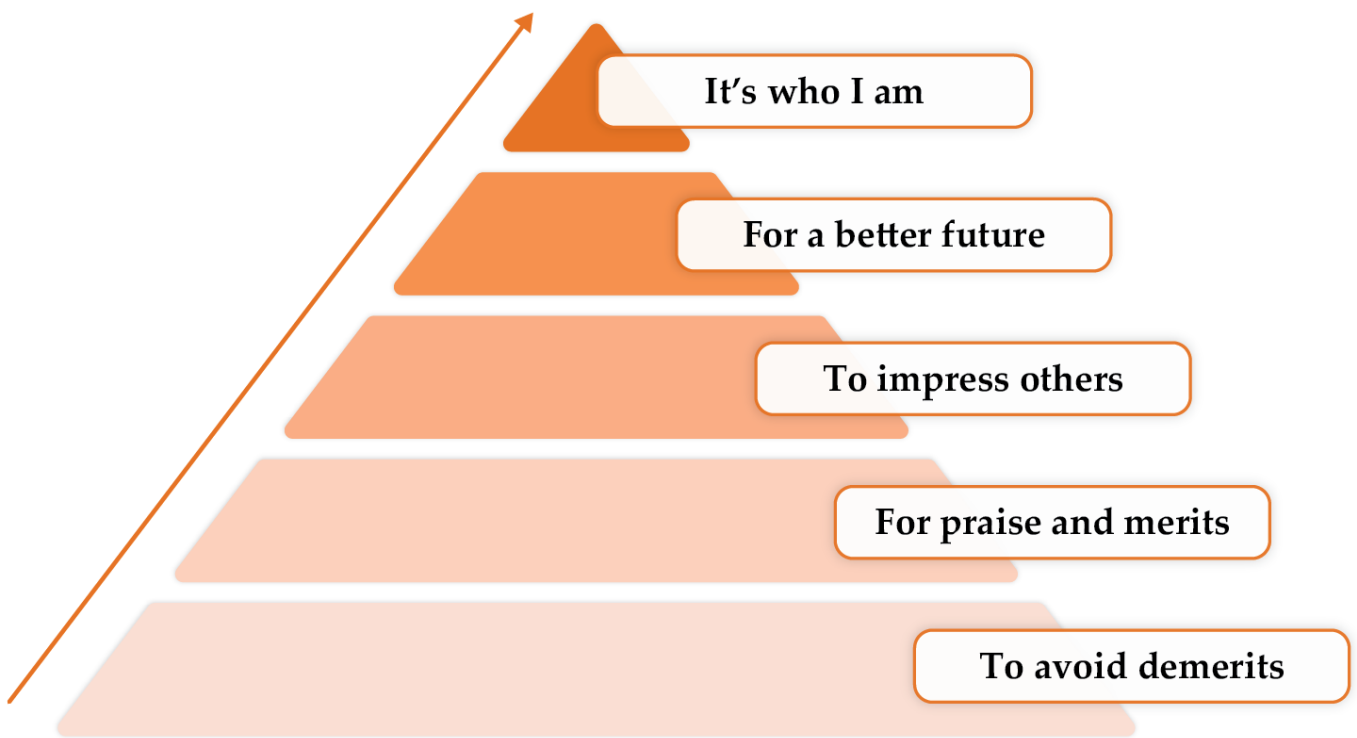 It’s who I am
For a better future
To impress others
For praise and merits
To avoid demerits